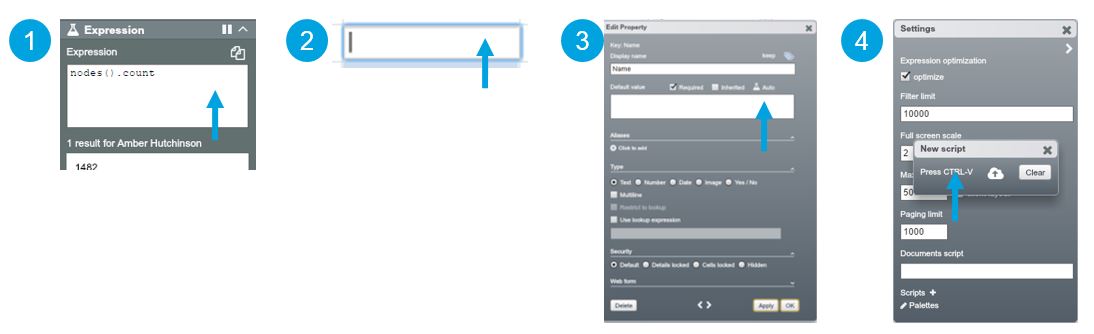 1
Expression
Expression
nodes().count
1 result for Amber Hutchinson
1482
2
3
Edit Property
Key: Name
Display name
keep
Name
Default value
Required
Inherited
Auto
Aliases
Click to add
Type
Text
Number
Date
Image
Yes / No
Multiline
Restrict to lookup
Use lookup expression
Security
Default
Details locked
Cells locked
Hidden
Web form
Delete
Apply
OK
4
Settings
Expression optimization
optimize
Filter limit
10000
Full screen scale
2
New script
Press CTRL-V
Clear
Max
50
Paging limit
1000
Documents script
Scripts +
Palettes